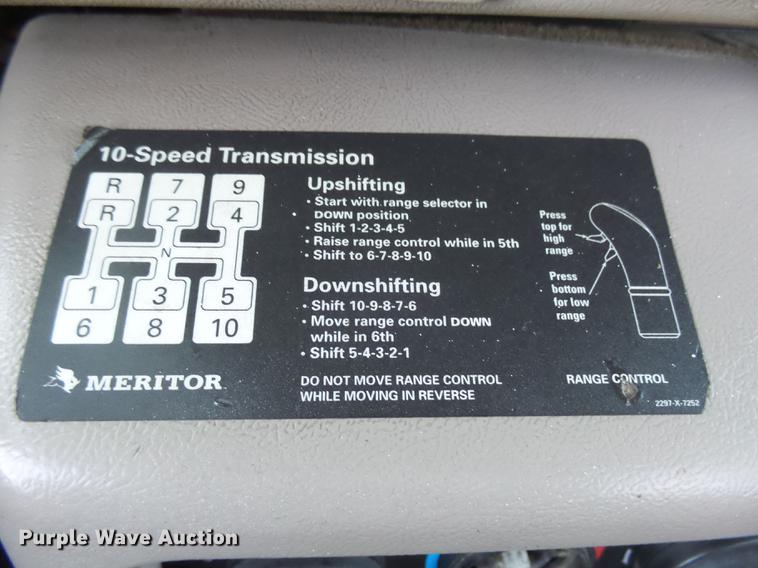 10-Speed Transmission
R 7 9
R 2 4
N
1 3 5
6 8 10
MERITOR
Upshifting
• Start with range selector in
DOWN position
• Shift 1-2-3-4-5
• Raise range control while in 5th
• Shift to 6-7-8-9-10
Downshifting
• Shift 10-9-8-7-6
• Move range control DOWN
while in 6th
• Shift 5-4-3-2-1
DO NOT MOVE RANGE CONTROL
WHILE MOVING IN REVERSE
Press
top for
high
range
Press
bottom
for low
range
RANGE CONTROL
2297-X-7252
Purple Wave Auction